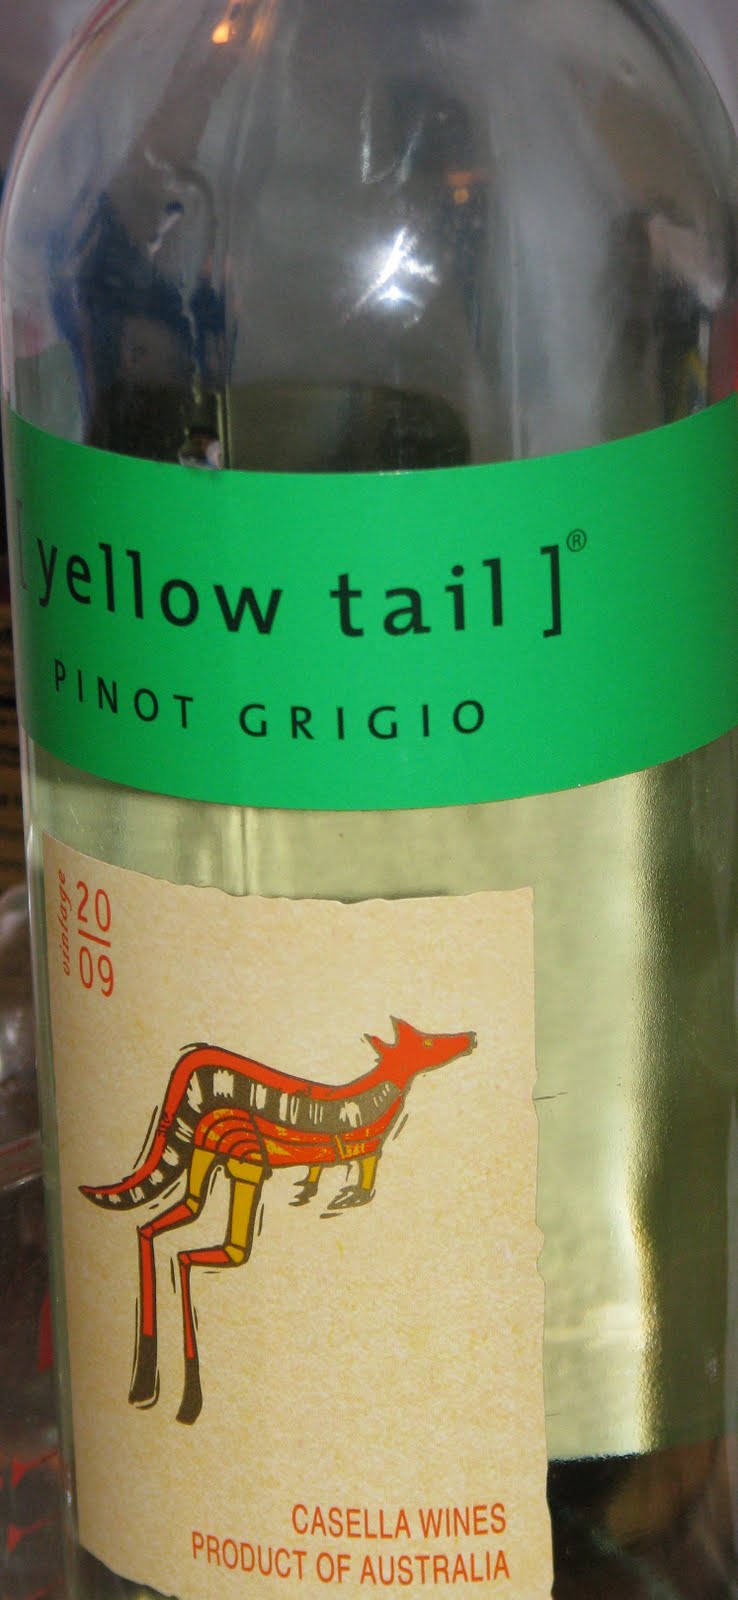 [ yellow tail ]®
PINOT GRIGIO
vintage
20
09
CASELLA WINES
PRODUCT OF AUSTRALIA